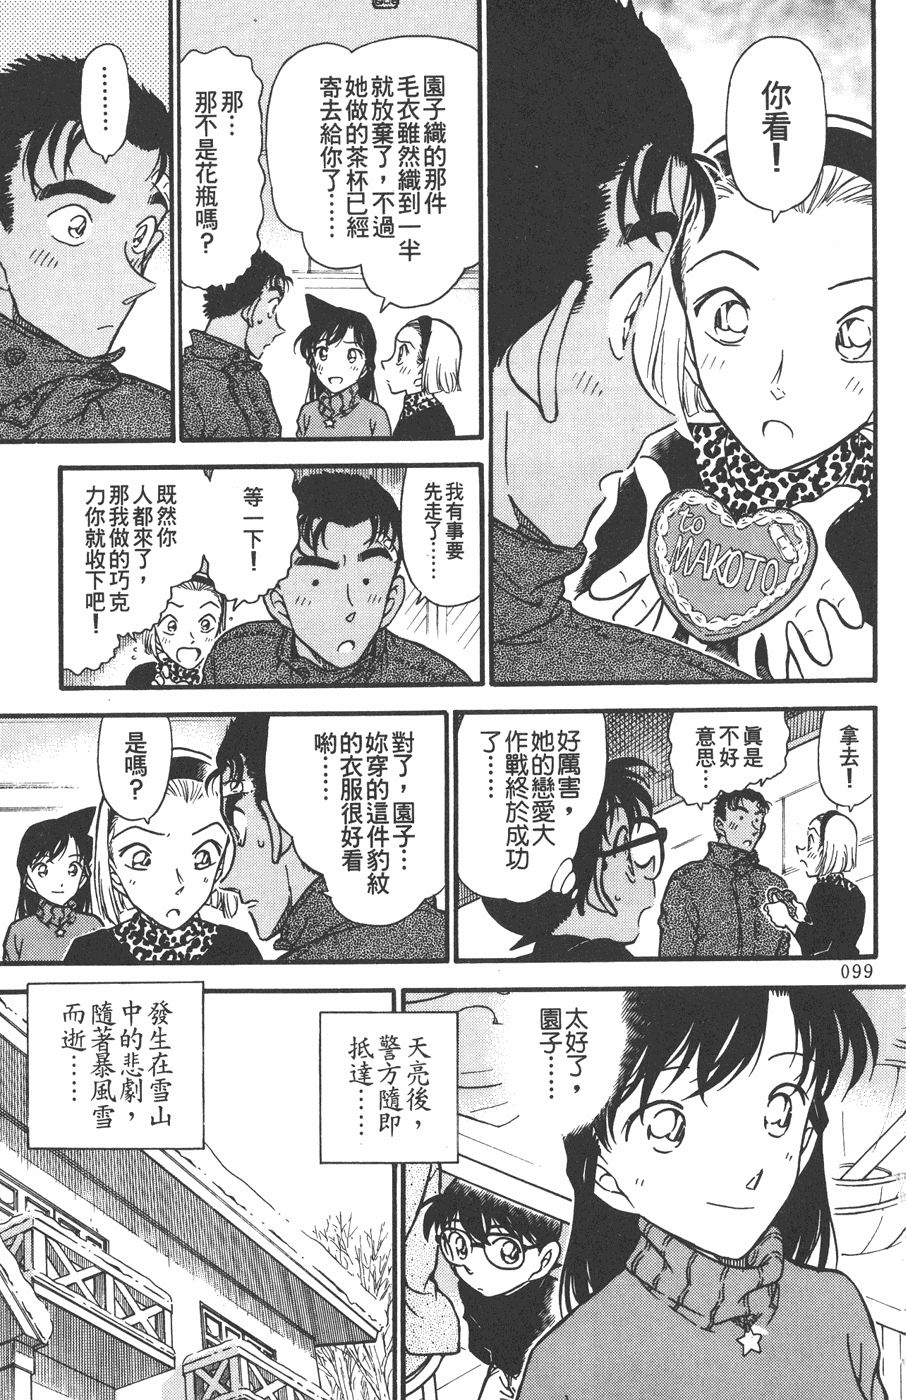 你看！
to
MAKOTO
園子織的那件
毛衣雖然織到一半
就放棄了，不過
她做的茶杯已經
寄去給你了……
那…
那不是花瓶嗎？
………
我有事要
先走了……
等一下！
既然你
人都來了，
那我做的巧克
力你就收下吧！
拿去！
真是
不好
意思…
好厲害，
她的戀愛大
作戰終於成功
了……
對了，園子…
妳穿的這件豹紋
的衣服很好看
喲……
是嗎？
099
太好了，
園子…
天亮後，
警方隨即
抵達……
發生在雪山
中的悲劇，
隨著暴風雪
而逝……